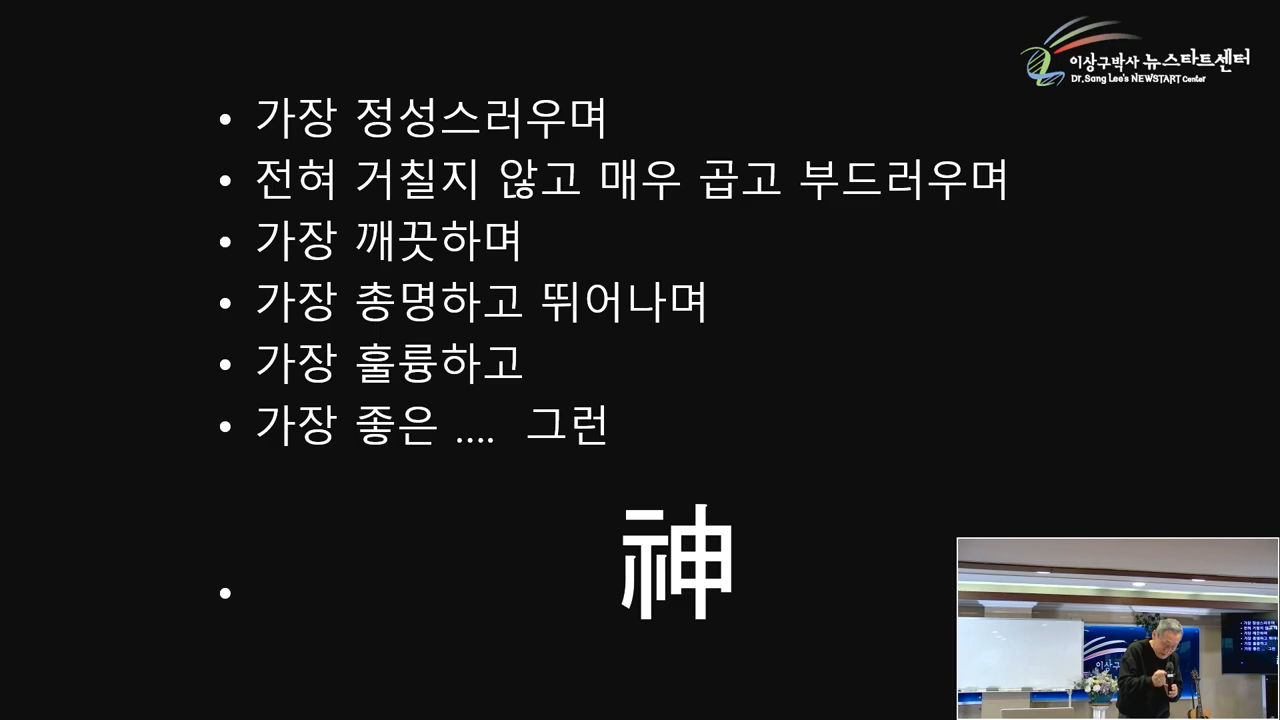 이상구박사 뉴스타트센터
Dr. Sang Lee's NEWSTART Center
• 가장 정성스러우며
• 전혀 거칠지 않고 매우 곱고 부드러우며
• 가장 깨끗하며
• 가장 총명하고 뛰어나며
• 가장 훌륭하고
• 가장 좋은 .... 그런
• 神
이상구